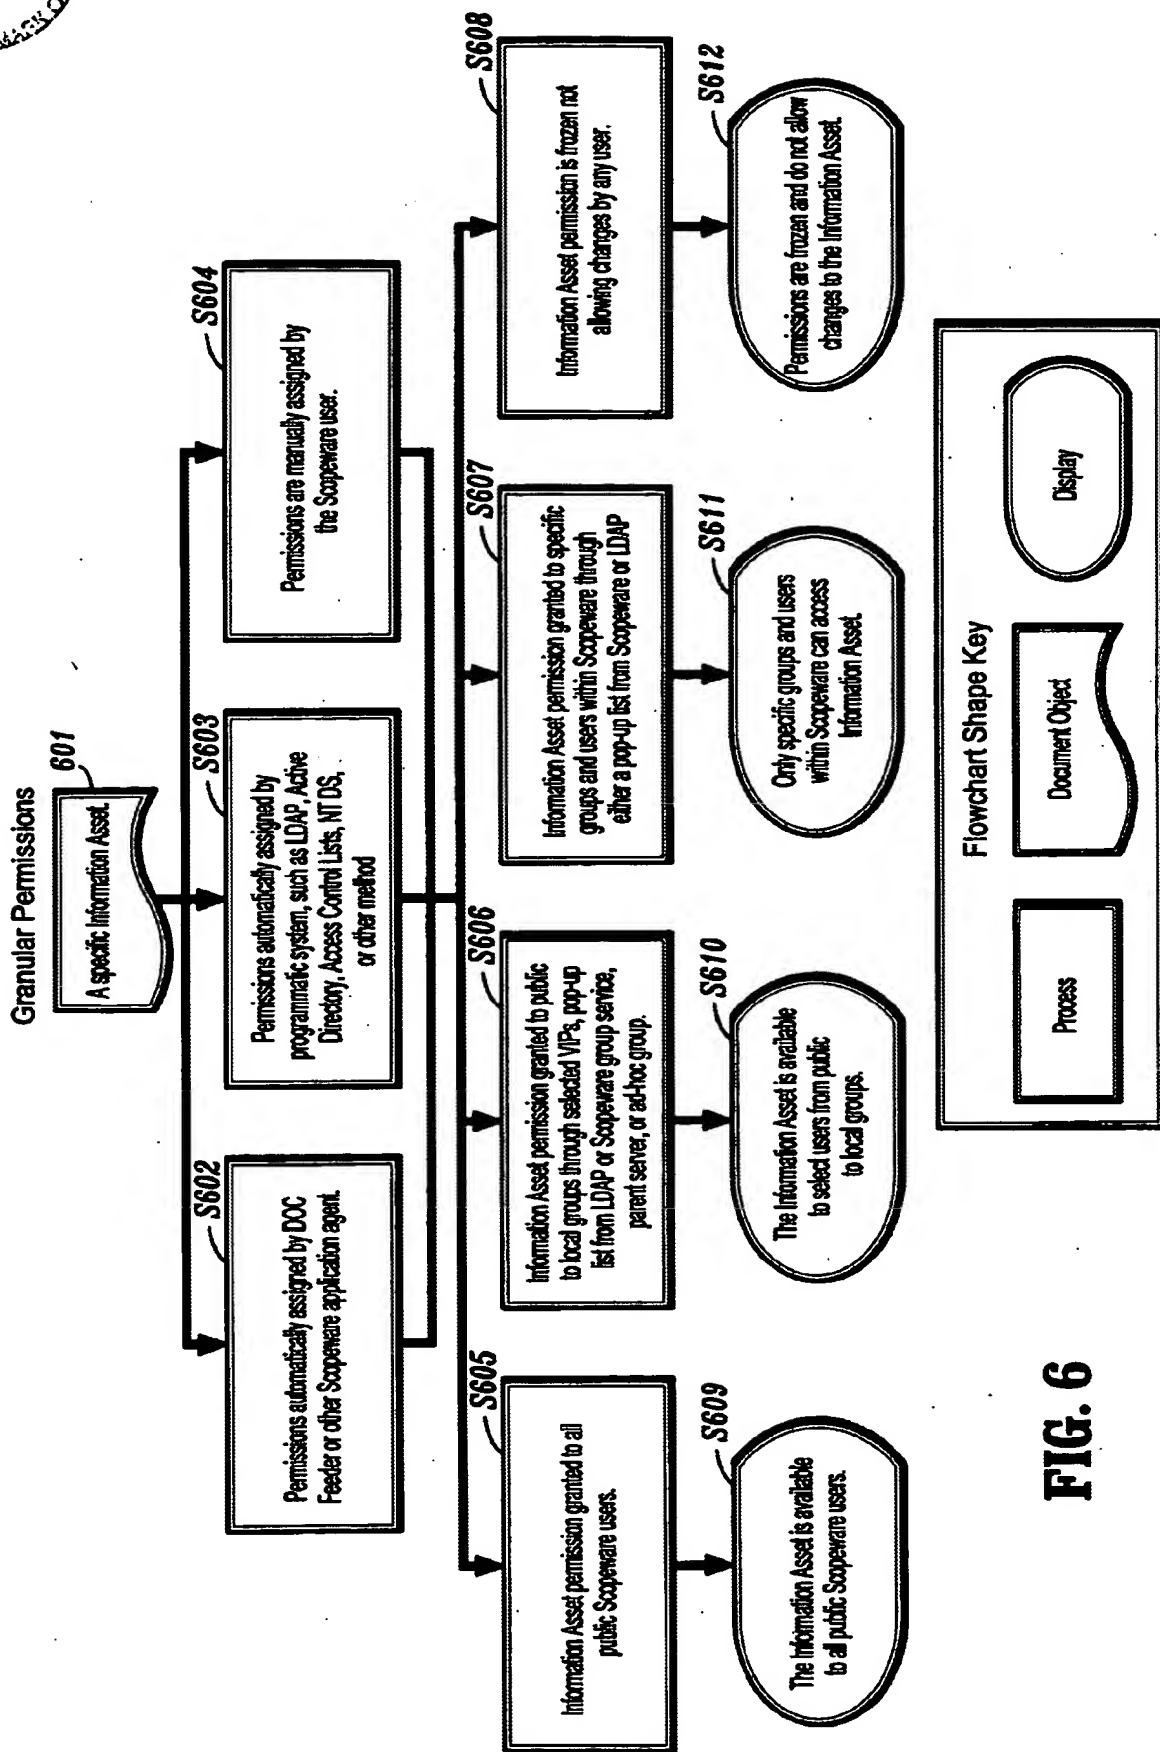 Granular Permissions
601
A specific Information Asset.
S602
Permissions automatically assigned by DOC
Feeder or other Scopeware application agent.
S603
Permissions automatically assigned by
programmatic system, such as LDAP, Active
Directory, Access Control Lists, NT DS,
or other method
S604
Permissions are manually assigned by
the Scopeware user.
S605
Information Asset permission granted to all
public Scopeware users.
S606
Information Asset permission granted to public
to local groups through selected VIPs, pop-up
list from LDAP or Scopeware group service,
parent server, or ad-hoc group.
S607
Information Asset permission granted to specific
groups and users within Scopeware through
either a pop-up list from Scopeware or LDAP
S608
Information Asset permission is frozen not
allowing changes by any user.
S609
The Information Asset is available
to all public Scopeware users.
S610
The Information Asset is available
to select users from public
to local groups.
S611
Only specific groups and users
within Scopeware can access
Information Asset.
S612
Permissions are frozen and do not allow
changes to the Information Asset.
Flowchart Shape Key
Process
Document Object
Display
FIG. 6